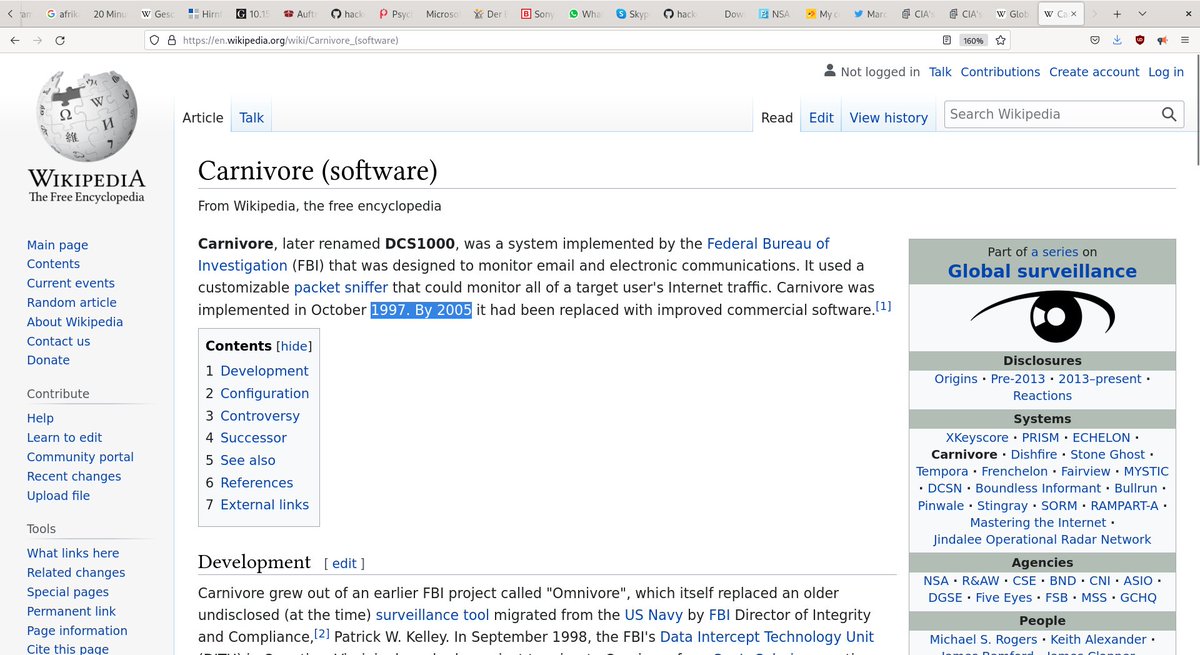 afrik 20 Minu W Gesc Hirnf G 10.15 Auftr hack Psyc Microso Der B Sony What Skyp hack Dow NSA My c Marc CIA's CIA's W Glob W Ca
https://en.wikipedia.org/wiki/Carnivore_(software) 160%
Not logged in Talk Contributions Create account Log in
Article Talk Read Edit View history Search Wikipedia
WIKIPEDIA
The Free Encyclopedia
Main page
Contents
Current events
Random article
About Wikipedia
Contact us
Donate
Contribute
Help
Learn to edit
Community portal
Recent changes
Upload file
Tools
What links here
Related changes
Special pages
Permanent link
Page information
Cite this page
Carnivore (software)
From Wikipedia, the free encyclopedia
Carnivore, later renamed DCS1000, was a system implemented by the Federal Bureau of
Investigation (FBI) that was designed to monitor email and electronic communications. It used a
customizable packet sniffer that could monitor all of a target user's Internet traffic. Carnivore was
implemented in October 1997. By 2005 it had been replaced with improved commercial software.[1]
Contents [hide]
1 Development
2 Configuration
3 Controversy
4 Successor
5 See also
6 References
7 External links
Development [ edit ]
Carnivore grew out of an earlier FBI project called "Omnivore", which itself replaced an older
undisclosed (at the time) surveillance tool migrated from the US Navy by FBI Director of Integrity
and Compliance,[2] Patrick W. Kelley. In September 1998, the FBI's Data Intercept Technology Unit
Part of a series on
Global surveillance
Disclosures
Origins · Pre-2013 · 2013–present ·
Reactions
Systems
XKeyscore · PRISM · ECHELON ·
Carnivore · Dishfire · Stone Ghost ·
Tempora · Frenchelon · Fairview · MYSTIC
· DCSN · Boundless Informant · Bullrun ·
Pinwale · Stingray · SORM · RAMPART-A ·
Mastering the Internet ·
Jindalee Operational Radar Network
Agencies
NSA · R&AW · CSE · BND · CNI · ASIO ·
DGSE · Five Eyes · FSB · MSS · GCHQ
People
Michael S. Rogers · Keith Alexander ·